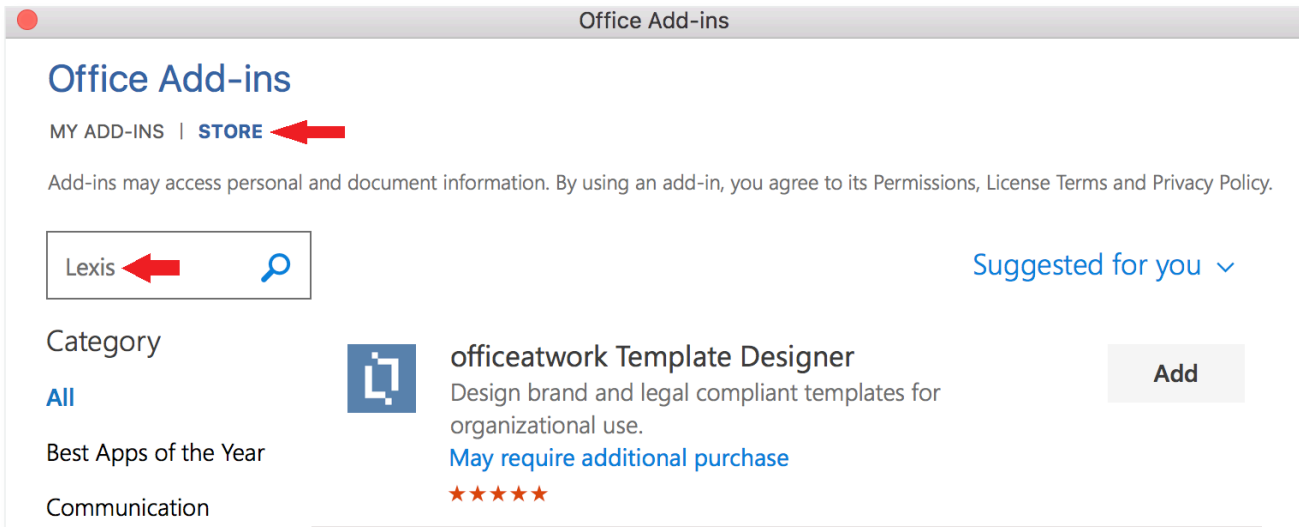 Office Add-ins
Office Add-ins
MY ADD-INS | STORE
Add-ins may access personal and document information. By using an add-in, you agree to its Permissions, License Terms and Privacy Policy.
Lexis
Suggested for you
Category
All
Best Apps of the Year
Communication
officeatwork Template Designer
Design brand and legal compliant templates for
organizational use.
May require additional purchase
Add